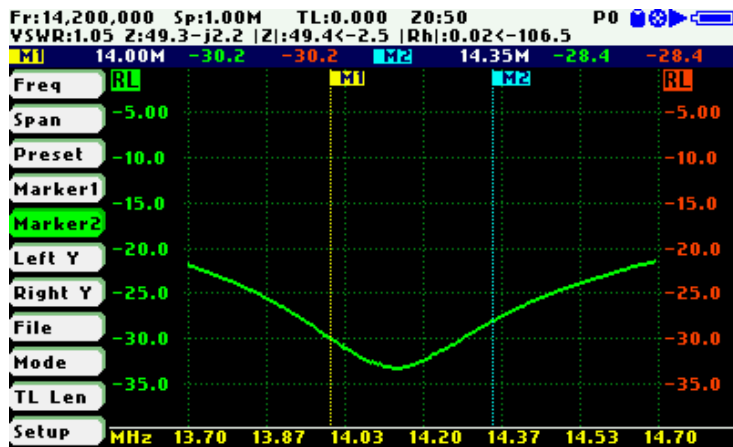 Fr:14,200,000 Sp:1.00M TL:0.000 Z0:50 P0
VSWR:1.05 Z:49.3-j2.2 |Z|:49.4<-2.5 |Rh|:0.02<-106.5
M1 14.00M -30.2 -30.2 M2 14.35M -28.4 -28.4
Freq RL M1 M2 RL
Span -5.00 -5.00
Preset -10.0 -10.0
Marker1 -15.0 -15.0
Marker2
Left Y -20.0 -20.0
Right Y -25.0 -25.0
File -30.0 -30.0
Mode
TL Len -35.0 -35.0
Setup MHz 13.70 13.87 14.03 14.20 14.37 14.53 14.70